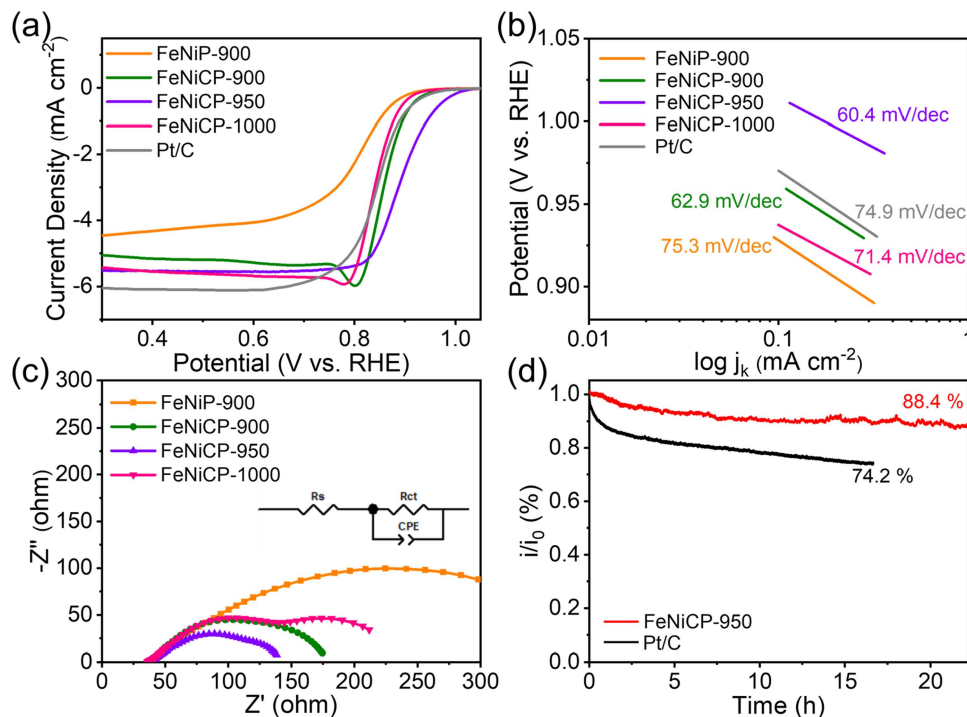 (a)
FeNiP-900
FeNiCP-900
FeNiCP-950
FeNiCP-1000
Pt/C
0
-2
-4
-6
Current Density (mA cm-2)
0.4 0.6 0.8 1.0
Potential (V vs. RHE)
(b)
1.05
1.00
0.95
0.90
Potential (V vs. RHE)
FeNiP-900
FeNiCP-900
FeNiCP-950
FeNiCP-1000
Pt/C
60.4 mV/dec
62.9 mV/dec
74.9 mV/dec
75.3 mV/dec
71.4 mV/dec
0.01 0.1 1
log jk (mA cm-2)
(c)
300
250
200
150
100
50
0
-Z" (ohm)
FeNiP-900
FeNiCP-900
FeNiCP-950
FeNiCP-1000
Rs Rct
CPE
0 50 100 150 200 250 300
Z' (ohm)
(d)
1.0
0.8
0.6
0.4
0.2
0.0
i/i0 (%)
88.4 %
74.2 %
FeNiCP-950
Pt/C
0 5 10 15 20
Time (h)